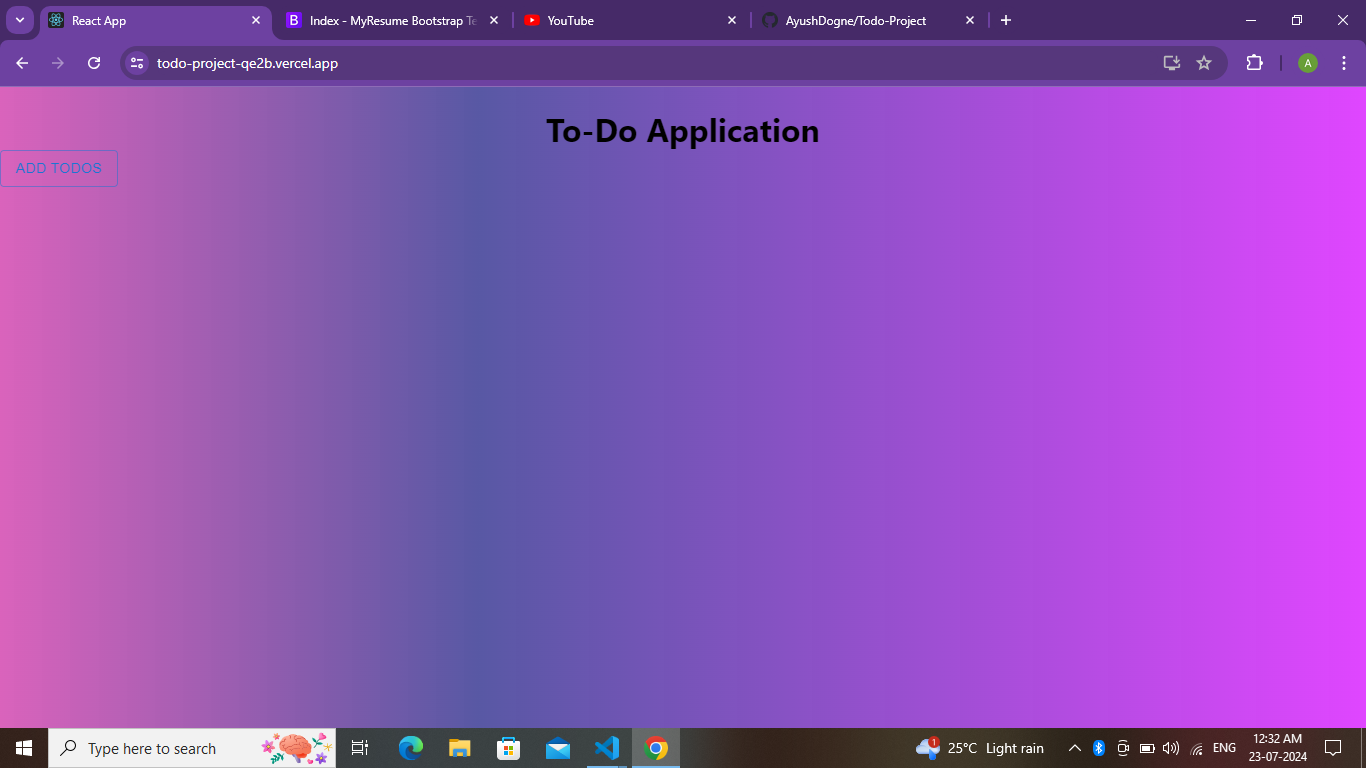 React App
Index - MyResume Bootstrap Te
YouTube
AyushDogne/Todo-Project
todo-project-qe2b.vercel.app
A
To-Do Application
ADD TODOS
Type here to search
1
25°C Light rain
ENG
12:32 AM
23-07-2024